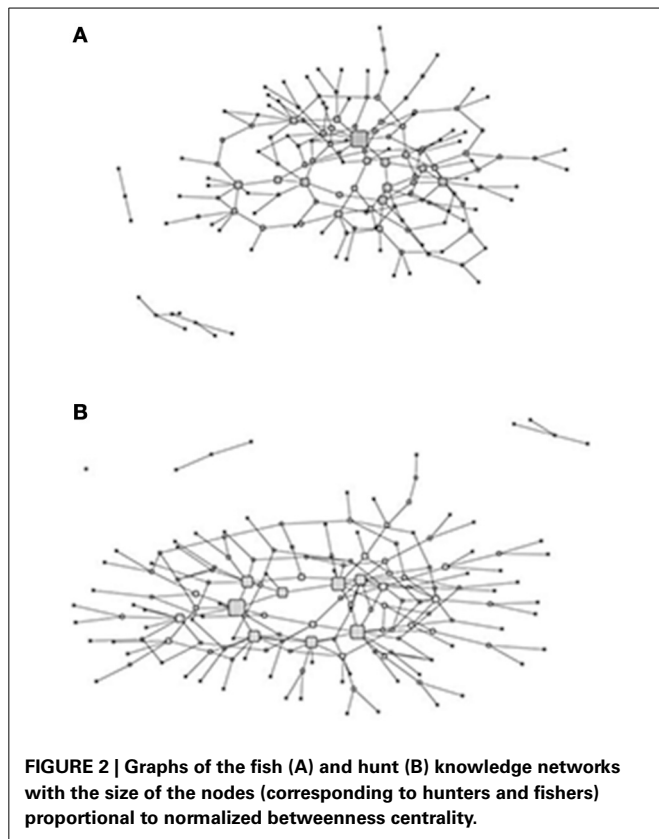 A
B
FIGURE 2 | Graphs of the fish (A) and hunt (B) knowledge networks
with the size of the nodes (corresponding to hunters and fishers)
proportional to normalized betweenness centrality.